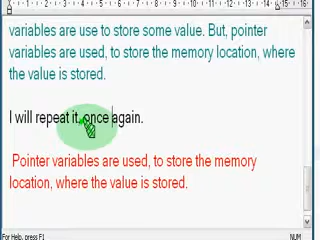 variables are use to store some value. But, pointer
variables are used, to store the memory location, where
the value is stored.
I will repeat it, once again.
Pointer variables are used, to store the memory
location, where the value is stored.
For Help, press F1
NUM